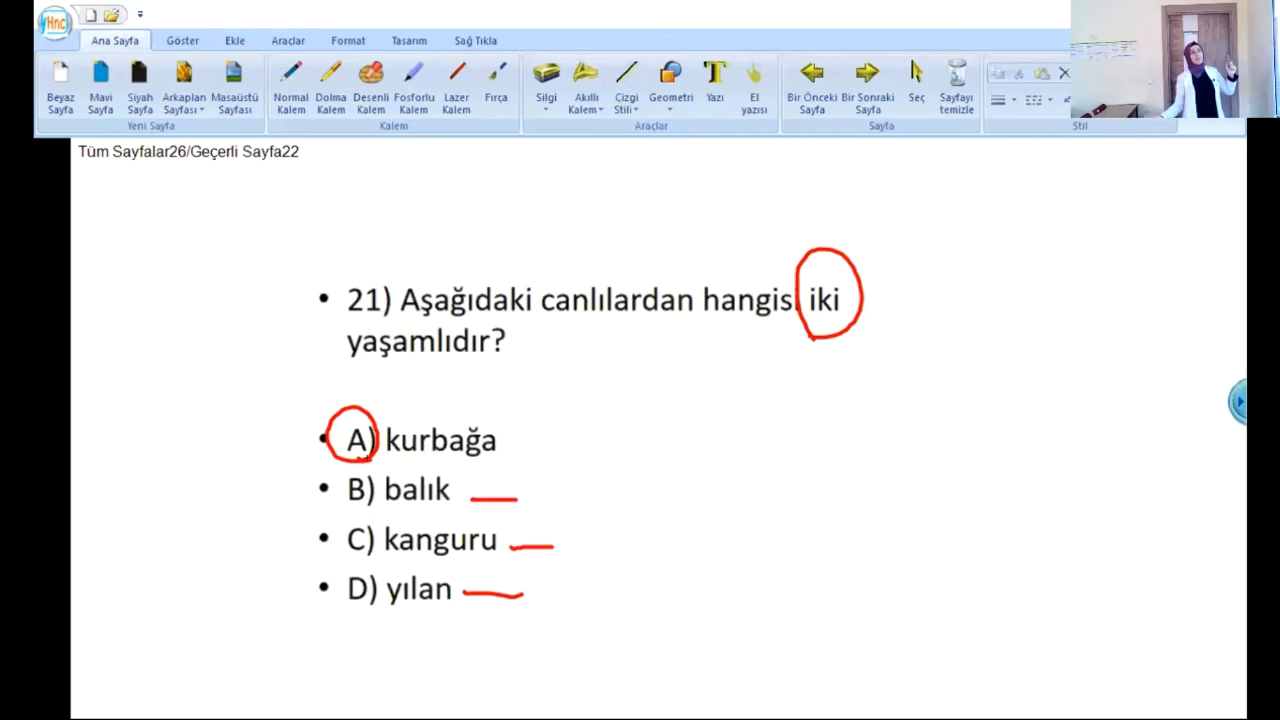 Hnc
Ana Sayfa Göster Ekle Araçlar Format Tasarım Sağ Tıkla
Beyaz Sayfa Mavi Sayfa Siyah Sayfa Arkaplan Sayfası Masaüstü Sayfası
Normal Kalem Dolma Kalem Desenli Kalem Fosforlu Kalem Lazer Kalem Fırça
Silgi Akıllı Kalem Çizgi Stili Geometri Yazı El yazısı
Bir Önceki Sayfa Bir Sonraki Sayfa Seç Sayfayı temizle
Yeni Sayfa Kalem Araçlar Sayfa Stil
Tüm Sayfalar26/Geçerli Sayfa22
• 21) Aşağıdaki canlılardan hangisi iki
yaşamlıdır?
• A) kurbağa
• B) balık
• C) kanguru
• D) yılan